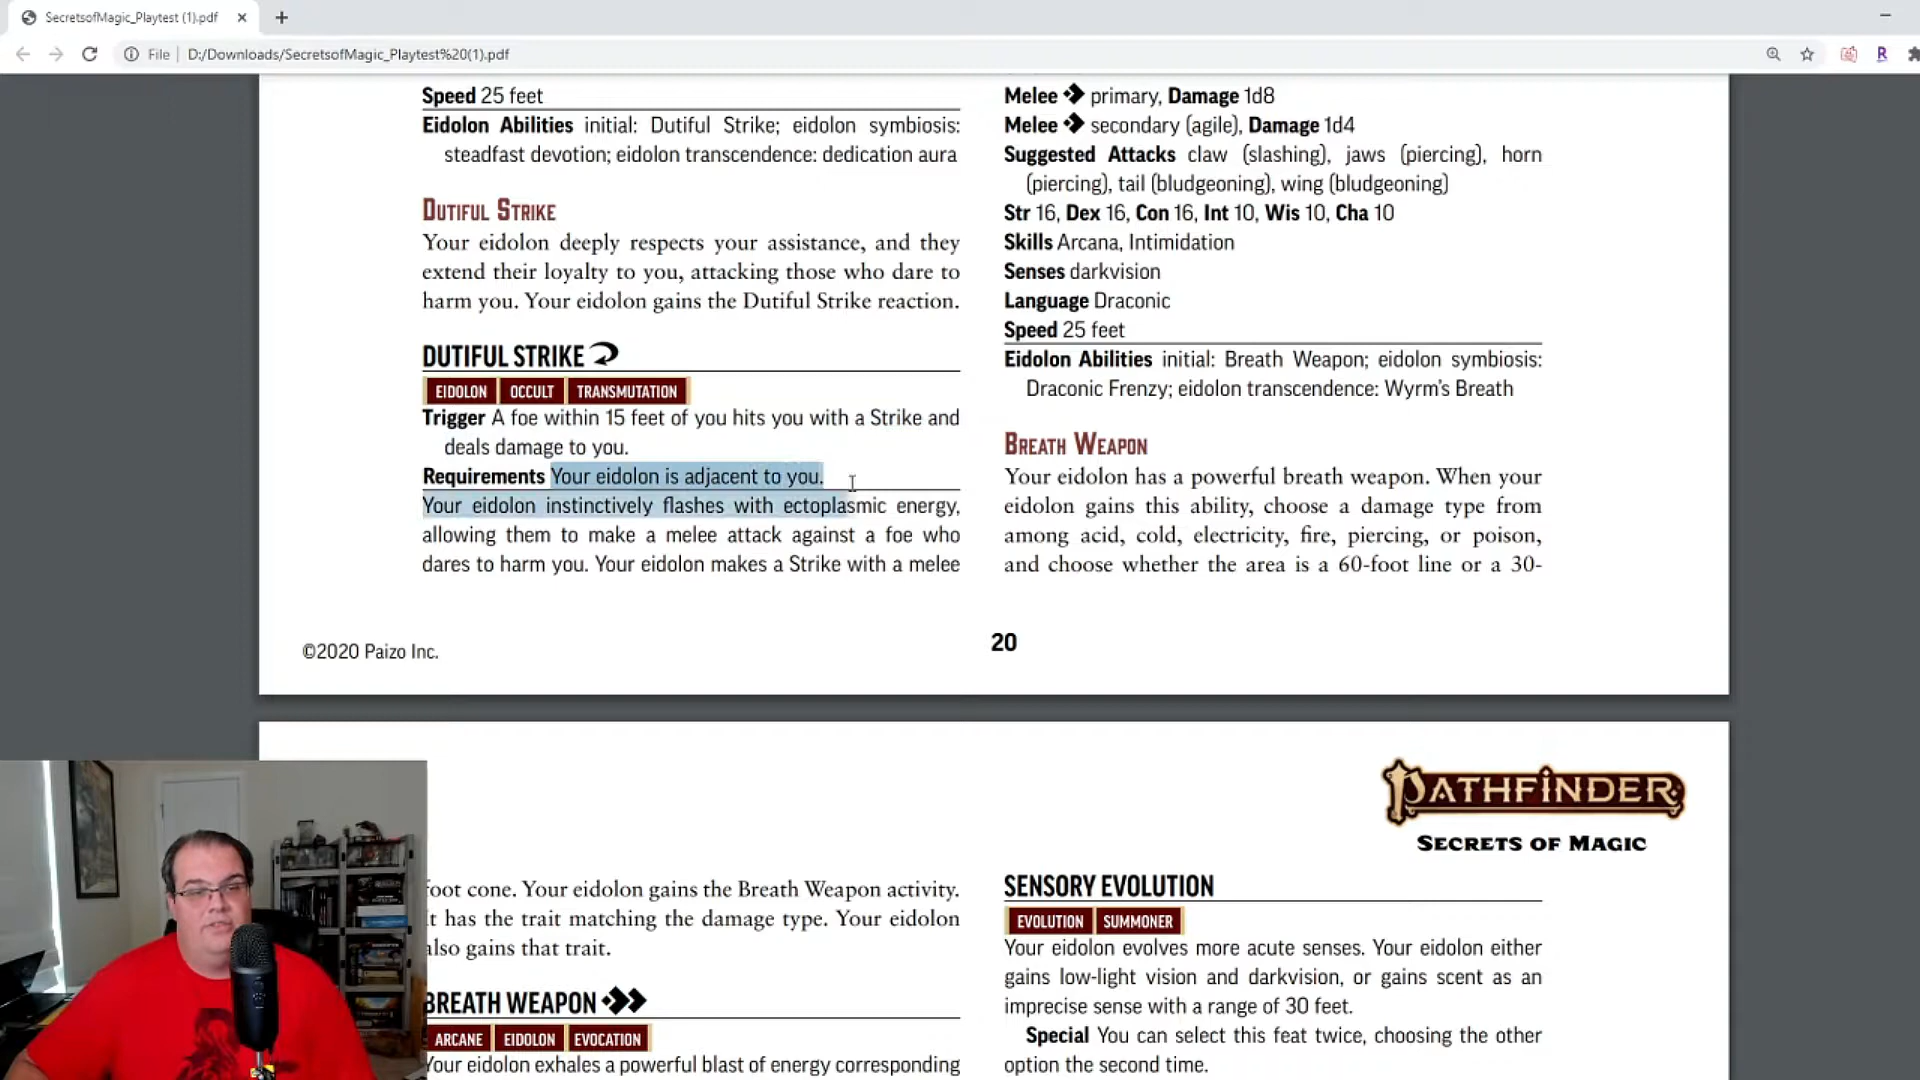 SecretsofMagic_Playtest (1).pdf
File
D:/Downloads/SecretsofMagic_Playtest%20(1).pdf
R
Speed 25 feet
Eidolon Abilities initial: Dutiful Strike; eidolon symbiosis:
steadfast devotion; eidolon transcendence: dedication aura
DUTIFUL STRIKE
Your eidolon deeply respects your assistance, and they
extend their loyalty to you, attacking those who dare to
harm you. Your eidolon gains the Dutiful Strike reaction.
DUTIFUL STRIKE
EIDOLON OCCULT TRANSMUTATION
Trigger A foe within 15 feet of you hits you with a Strike and
deals damage to you.
Requirements Your eidolon is adjacent to you.
Your eidolon instinctively flashes with ectoplasmic energy,
allowing them to make a melee attack against a foe who
dares to harm you. Your eidolon makes a Strike with a melee
Melee primary, Damage 1d8
Melee secondary (agile), Damage 1d4
Suggested Attacks claw (slashing), jaws (piercing), horn
(piercing), tail (bludgeoning), wing (bludgeoning)
Str 16, Dex 16, Con 16, Int 10, Wis 10, Cha 10
Skills Arcana, Intimidation
Senses darkvision
Language Draconic
Speed 25 feet
Eidolon Abilities initial: Breath Weapon; eidolon symbiosis:
Draconic Frenzy; eidolon transcendence: Wyrm's Breath
BREATH WEAPON
Your eidolon has a powerful breath weapon. When your
eidolon gains this ability, choose a damage type from
among acid, cold, electricity, fire, piercing, or poison,
and choose whether the area is a 60-foot line or a 30-
©2020 Paizo Inc.
20
PATHFINDER
SECRETS OF MAGIC
foot cone. Your eidolon gains the Breath Weapon activity.
It has the trait matching the damage type. Your eidolon
also gains that trait.
BREATH WEAPON
ARCANE EIDOLON EVOCATION
Your eidolon exhales a powerful blast of energy corresponding
SENSORY EVOLUTION
EVOLUTION SUMMONER
Your eidolon evolves more acute senses. Your eidolon either
gains low-light vision and darkvision, or gains scent as an
imprecise sense with a range of 30 feet.
Special You can select this feat twice, choosing the other
option the second time.